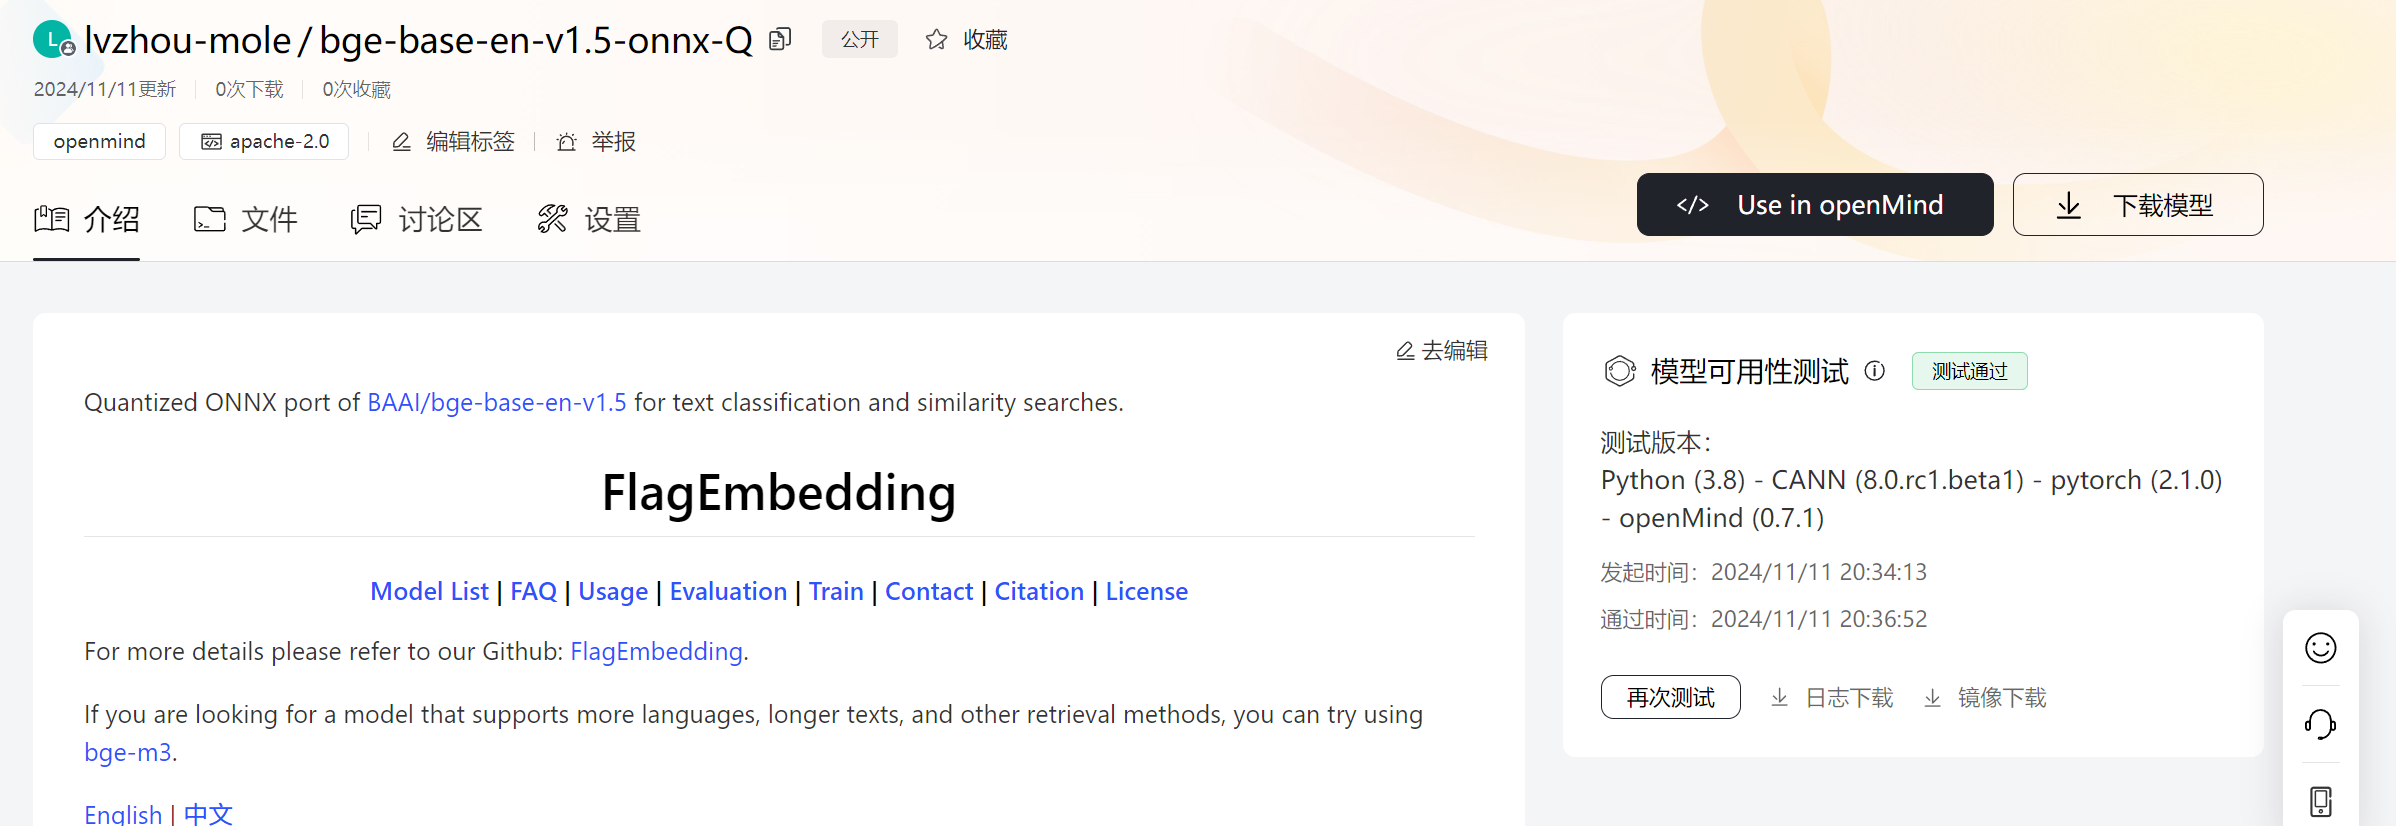 L lvzhou-mole / bge-base-en-v1.5-onnx-Q 公开 收藏
2024/11/11更新 0次下载 0次收藏
openmind apache-2.0 编辑标签 举报
介绍 文件 讨论区 设置
</> Use in openMind 下载模型
去编辑
Quantized ONNX port of BAAI/bge-base-en-v1.5 for text classification and similarity searches.
FlagEmbedding
Model List | FAQ | Usage | Evaluation | Train | Contact | Citation | License
For more details please refer to our Github: FlagEmbedding.
If you are looking for a model that supports more languages, longer texts, and other retrieval methods, you can try using
bge-m3.
English | 中文
模型可用性测试 测试通过
测试版本：
Python (3.8) - CANN (8.0.rc1.beta1) - pytorch (2.1.0)
- openMind (0.7.1)
发起时间：2024/11/11 20:34:13
通过时间：2024/11/11 20:36:52
再次测试 日志下载 镜像下载